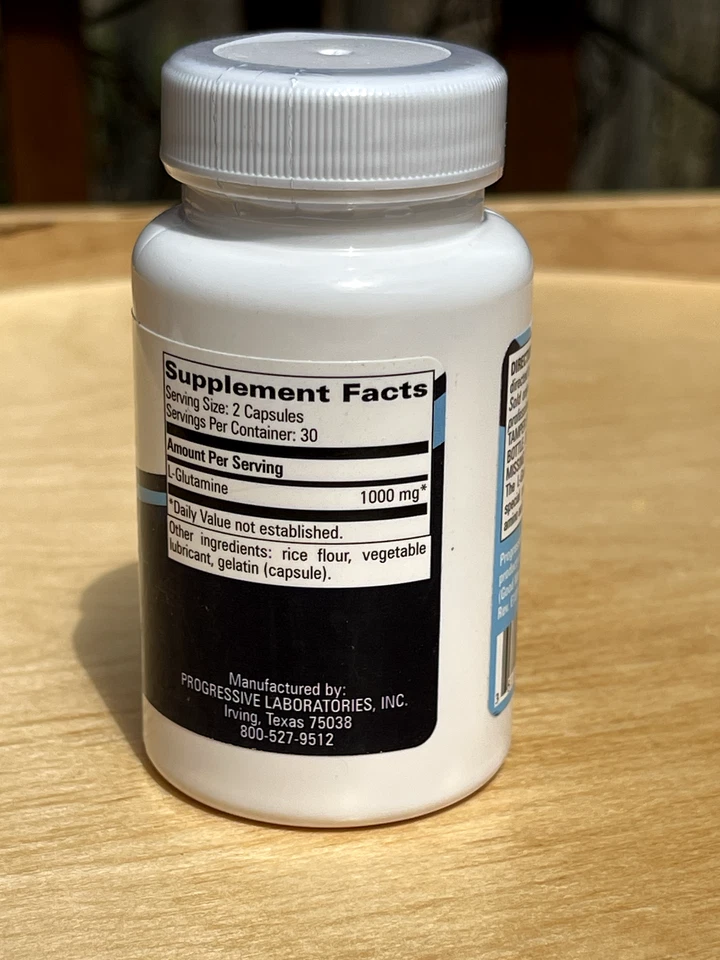 Supplement Facts
Serving Size: 2 Capsules
Servings Per Container: 30
Amount Per Serving
L-Glutamine 1000 mg*
*Daily Value not established.
Other ingredients: rice flour, vegetable
lubricant, gelatin (capsule).
Manufactured by:
PROGRESSIVE LABORATORIES, INC.
Irving, Texas 75038
800-527-9512
Sold
The